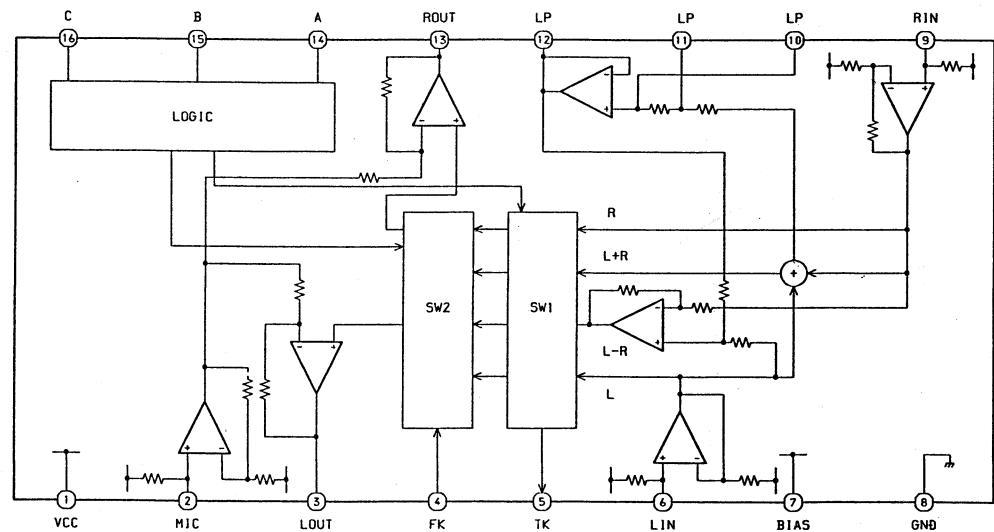 C B A ROUT LP LP LP RIN
16 15 14 13 12 11 10 9
LOGIC
R
L+R
SW2 SW1
L-R
L
+ - + - - + - + - + - + + - + -
1 2 3 4 5 6 7 8
VCC MIC LOUT FK TK LIN BIAS GND